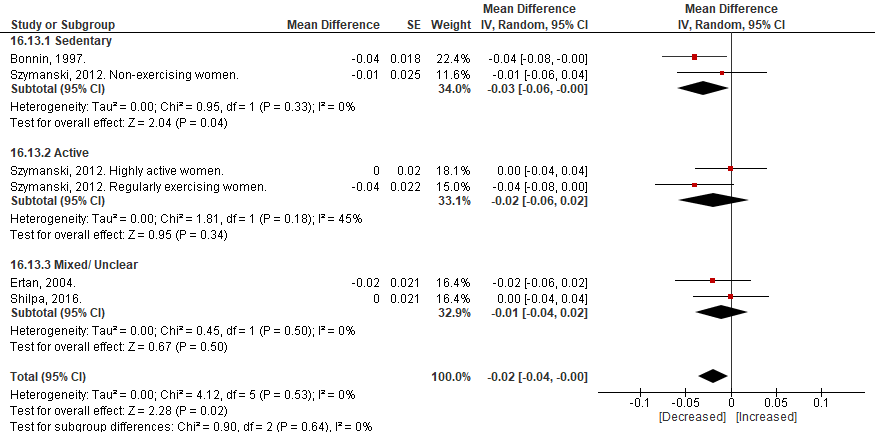 Mean Difference Mean Difference
Study or Subgroup Mean Difference SE Weight IV, Random, 95% CI IV, Random, 95% CI
16.13.1 Sedentary
Bonnin, 1997. -0.04 0.018 22.4% -0.04 [-0.08, -0.00]
Szymanski, 2012. Non-exercising women. -0.01 0.025 11.6% -0.01 [-0.06, 0.04]
Subtotal (95% CI) 34.0% -0.03 [-0.06, -0.00]
Heterogeneity: Tau² = 0.00; Chi² = 0.95, df = 1 (P = 0.33); I² = 0%
Test for overall effect: Z = 2.04 (P = 0.04)
16.13.2 Active
Szymanski, 2012. Highly active women. 0 0.02 18.1% 0.00 [-0.04, 0.04]
Szymanski, 2012. Regularly exercising women. -0.04 0.022 15.0% -0.04 [-0.08, 0.00]
Subtotal (95% CI) 33.1% -0.02 [-0.06, 0.02]
Heterogeneity: Tau² = 0.00; Chi² = 1.81, df = 1 (P = 0.18); I² = 45%
Test for overall effect: Z = 0.95 (P = 0.34)
16.13.3 Mixed/ Unclear
Ertan, 2004. -0.02 0.021 16.4% -0.02 [-0.06, 0.02]
Shilpa, 2016. 0 0.021 16.4% 0.00 [-0.04, 0.04]
Subtotal (95% CI) 32.9% -0.01 [-0.04, 0.02]
Heterogeneity: Tau² = 0.00; Chi² = 0.45, df = 1 (P = 0.50); I² = 0%
Test for overall effect: Z = 0.67 (P = 0.50)
Total (95% CI) 100.0% -0.02 [-0.04, -0.00]
Heterogeneity: Tau² = 0.00; Chi² = 4.12, df = 5 (P = 0.53); I² = 0%
Test for overall effect: Z = 2.28 (P = 0.02)
Test for subgroup differences: Chi² = 0.90, df = 2 (P = 0.64), I² = 0%
-0.1 -0.05 0 0.05 0.1
[Decreased] [Increased]